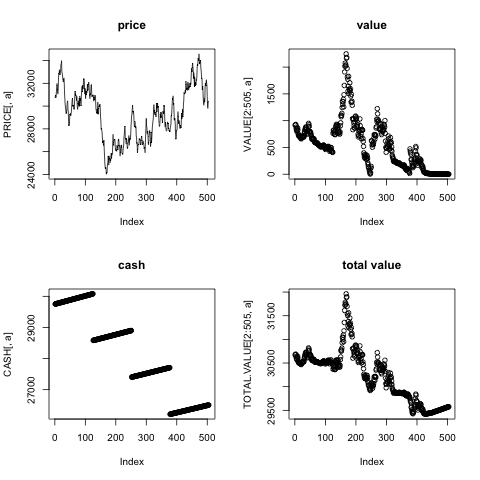 price
PRICE[, a]
24000 28000 32000
0 100 200 300 400 500
Index
value
VALUE[2:505, a]
0 500 1500
0 100 200 300 400 500
Index
cash
CASH[, a]
27000 29000
0 100 200 300 400 500
Index
total value
TOTAL.VALUE[2:505, a]
29500 30500 31500
0 100 200 300 400 500
Index